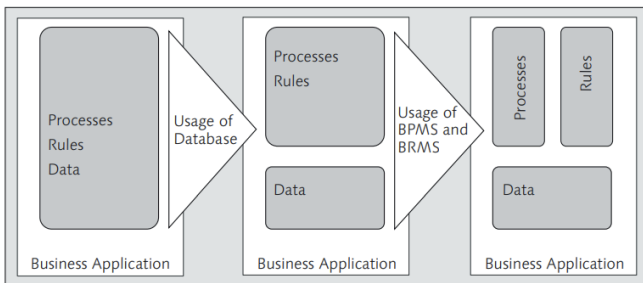 Processes
Rules
Data
Business Application
Usage of
Database
Processes
Rules
Data
Business Application
Usage of
BPMS and
BRMS
Processes
Rules
Data
Business Application